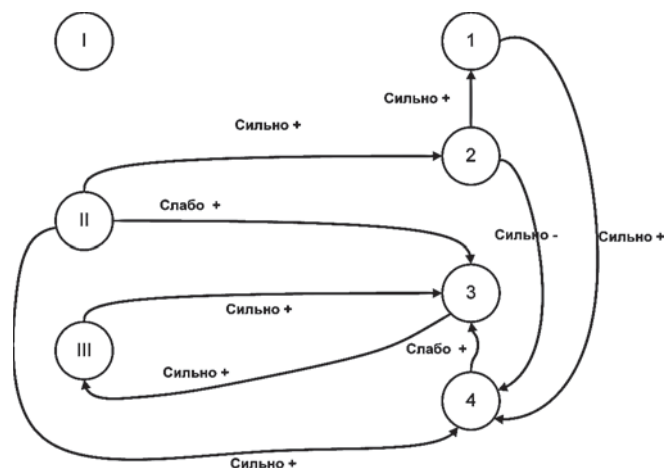 I
1
Сильно +
Сильно +
2
Слабо +
II
Сильно -
Сильно +
3
Сильно +
III
Слабо +
Сильно +
4
Сильно +